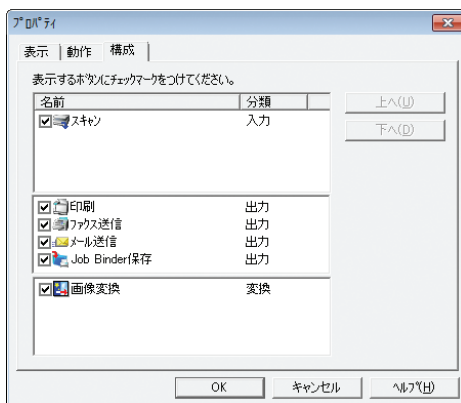 プロパティ
表示 動作 構成
表示するボタンにチェックマークをつけてください。
名前 分類
スキャン 入力
上へ(U)
下へ(D)
印刷 出力
ファクス送信 出力
メール送信 出力
Job Binder保存 出力
画像変換 変換
OK キャンセル ヘルプ(H)